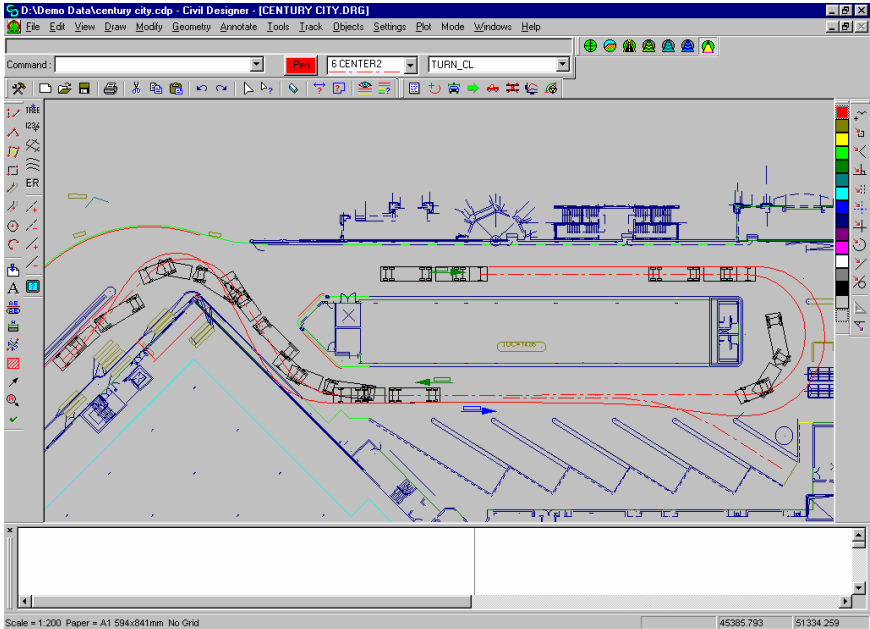 D:\Demo Data\century city.cdp - Civil Designer - [CENTURY CITY.DRG]
File Edit View Draw Modify Geometry Annotate Tools Track Objects Settings Plot Mode Windows Help
Command: Pen 6 CENTER2 TURN_CL
TREE
1234
ER
A
Scale = 1:200 Paper = A1 594x841mm No Grid 45385.793 51334.259